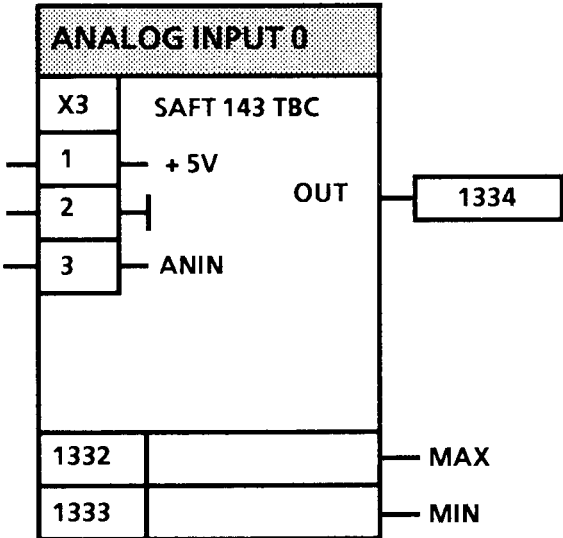 ANALOG INPUT 0
X3 SAFT 143 TBC
1 + 5V
2
OUT 1334
3 ANIN
1332 MAX
1333 MIN